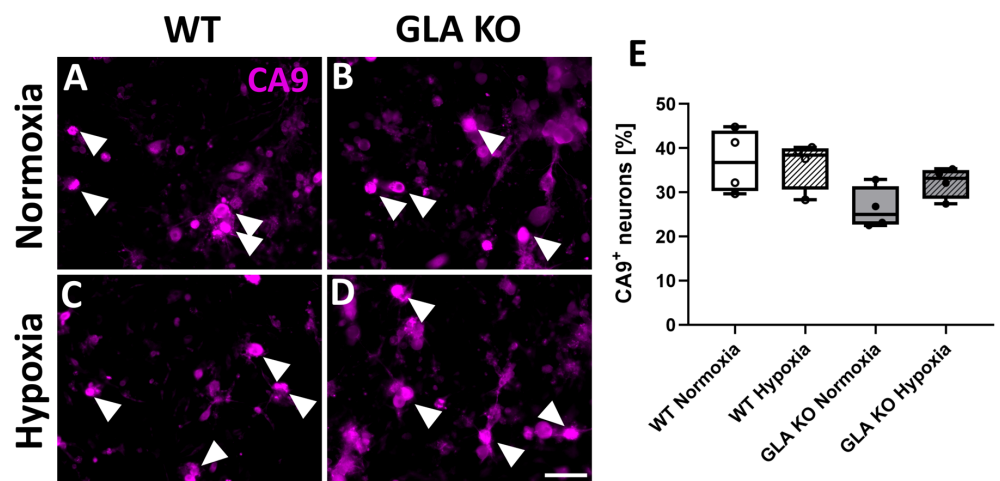 WT
GLA KO
Normoxia
Hypoxia
A
CA9
B
C
D
E
CA9⁺ neurons [%]
50
40
30
20
10
0
WT Normoxia
WT Hypoxia
GLA KO Normoxia
GLA KO Hypoxia